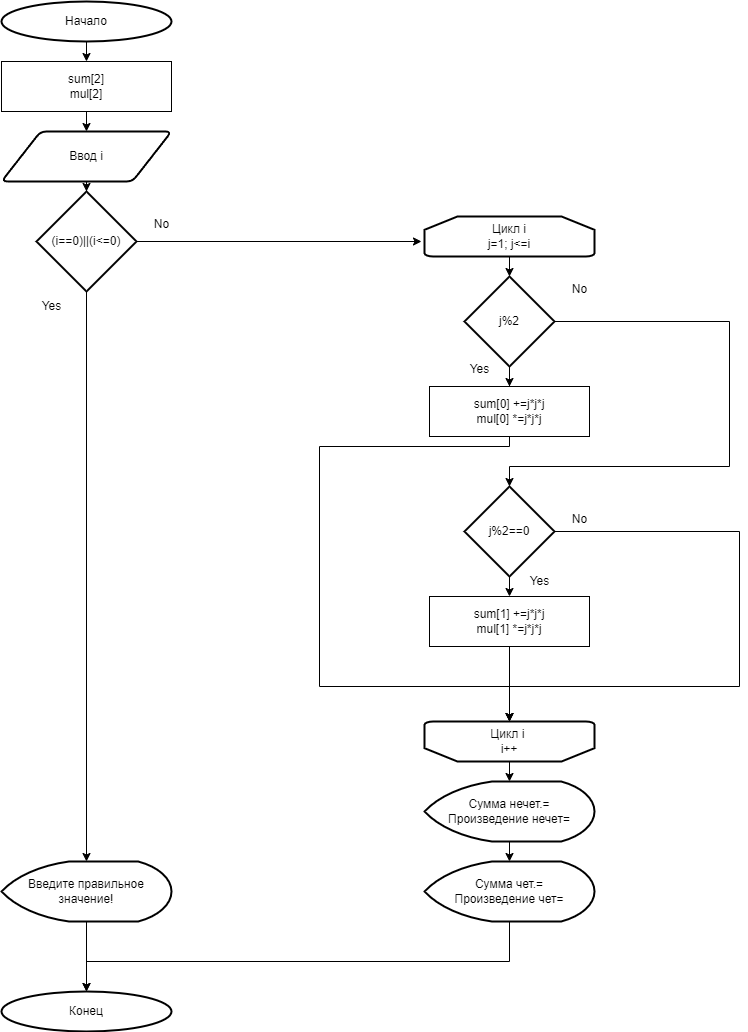 Начало
sum[2]
mul[2]
Ввод i
(i==0)||(i<=0)
No
Yes
Цикл i
j=1; j<=i
j%2
No
Yes
sum[0] +=j*j*j
mul[0] *=j*j*j
j%2==0
No
Yes
sum[1] +=j*j*j
mul[1] *=j*j*j
Цикл i
i++
Сумма нечет.=
Произведение нечет=
Сумма чет.=
Произведение чет=
Введите правильное
значение!
Конец